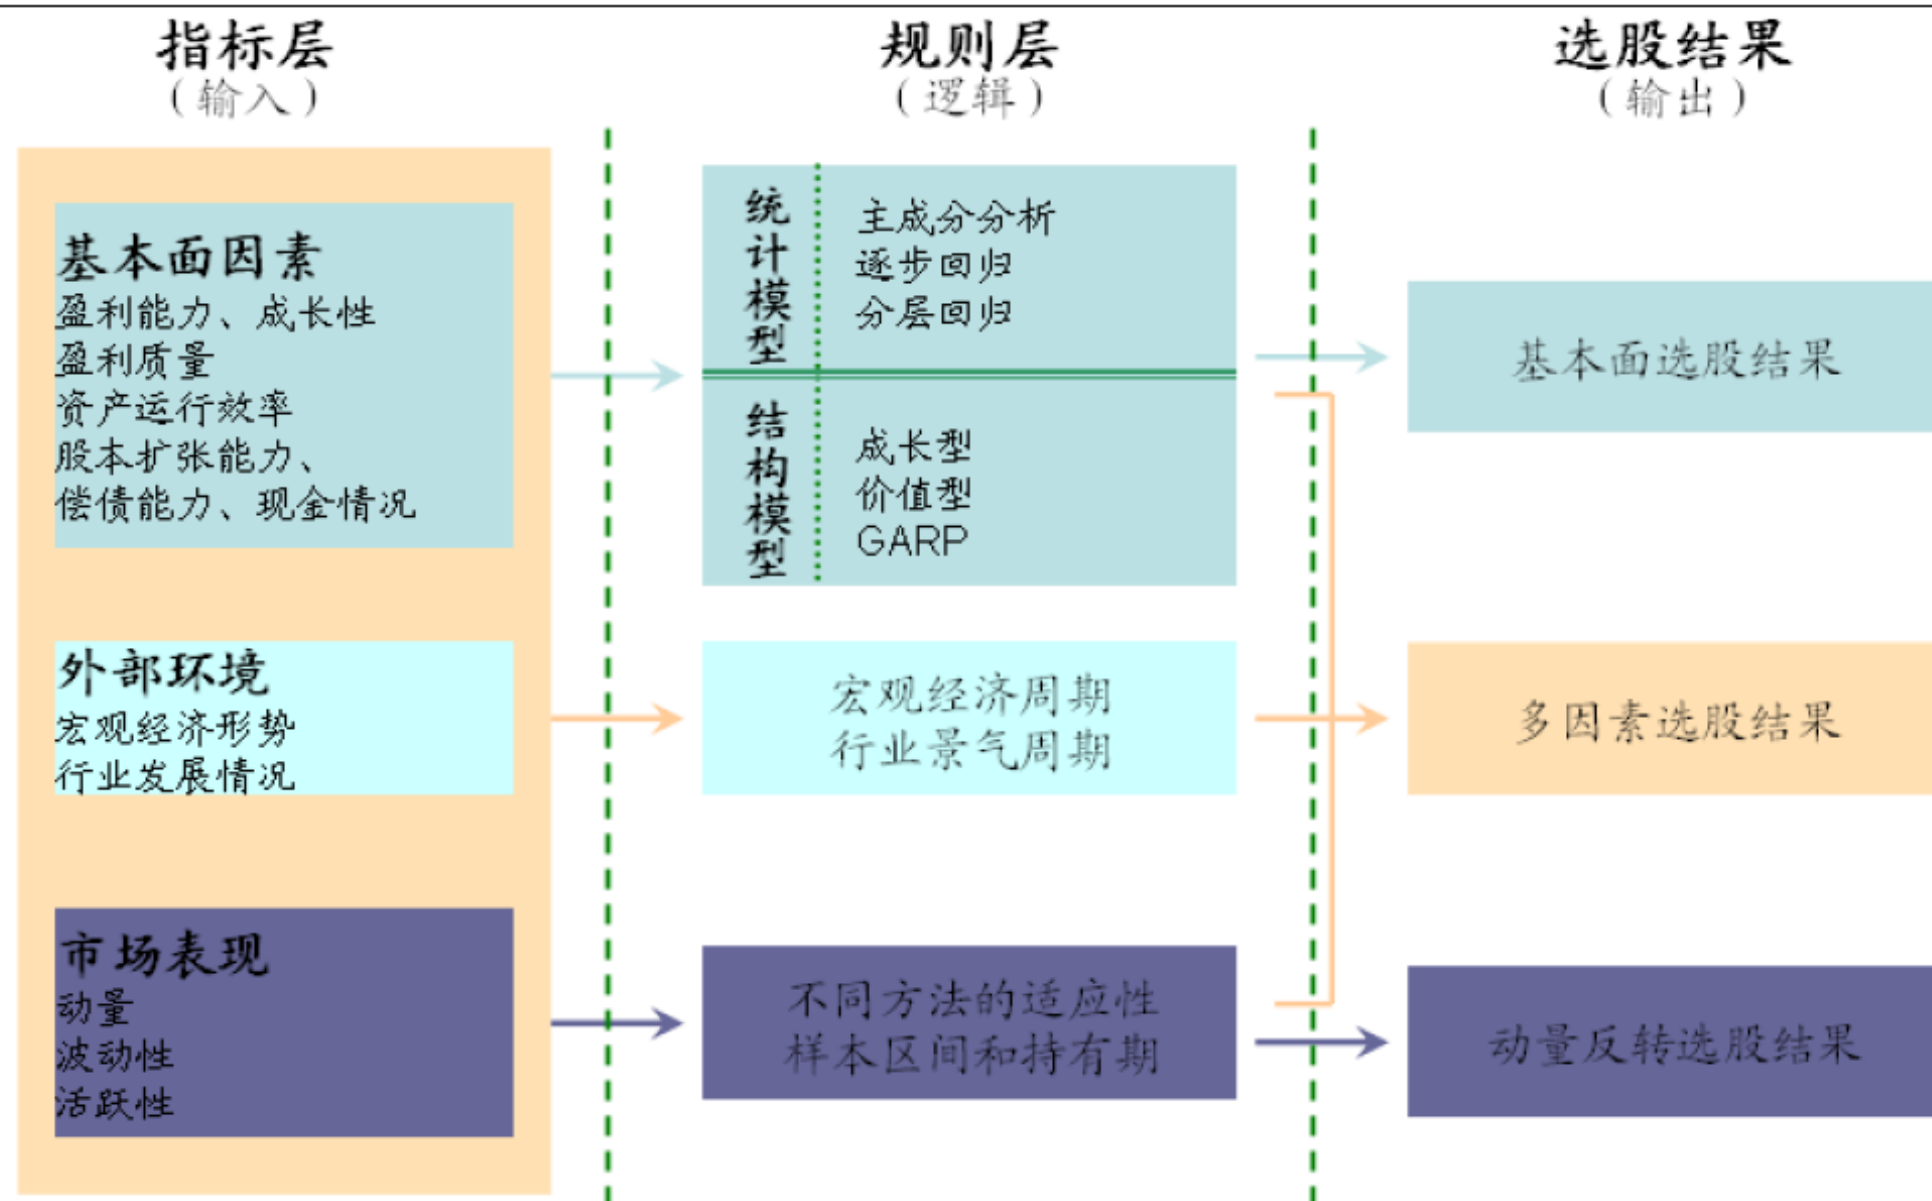 指标层
（输入）
规则层
（逻辑）
选股结果
（输出）
基本面因素
盈利能力、成长性
盈利质量
资产运行效率
股本扩张能力、
偿债能力、现金情况
统计模型
主成分分析
逐步回归
分层回归
结构模型
成长型
价值型
GARP
基本面选股结果
外部环境
宏观经济形势
行业发展情况
宏观经济周期
行业景气周期
多因素选股结果
市场表现
动量
波动性
活跃性
不同方法的适应性
样本区间和持有期
动量反转选股结果